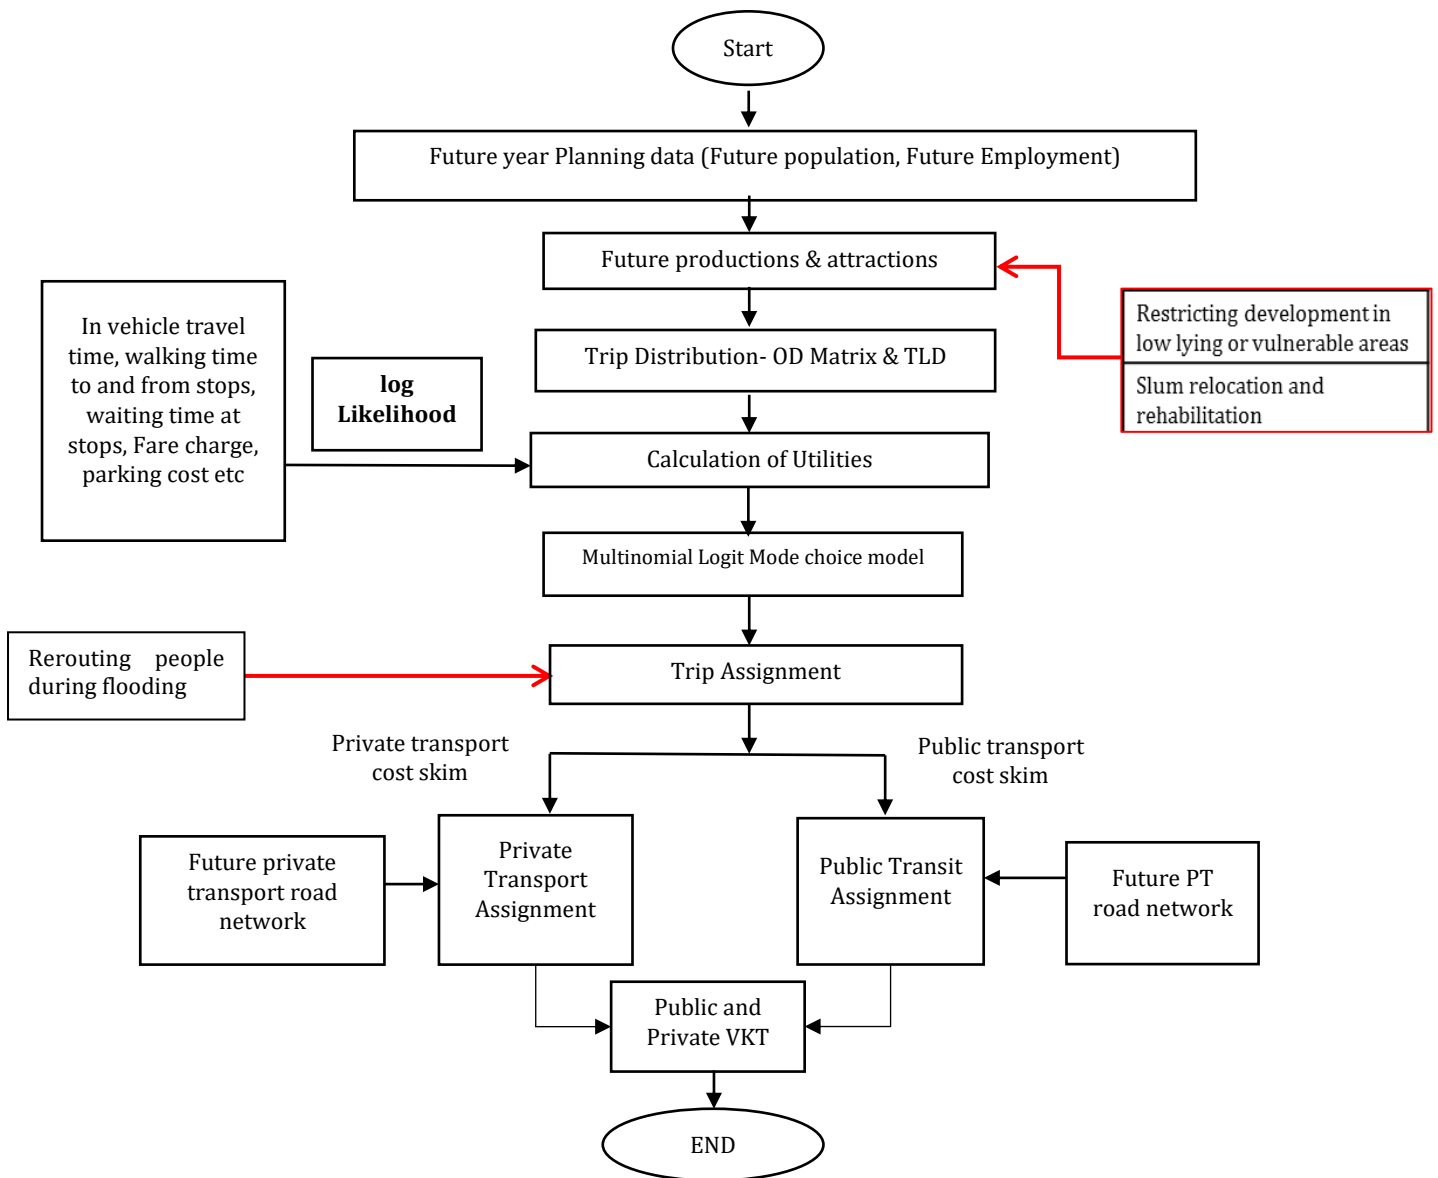 Start
Future year Planning data (Future population, Future Employment)
Future productions & attractions
Restricting development in
low lying or vulnerable areas
Slum relocation and
rehabilitation
In vehicle travel
time, walking time
to and from stops,
waiting time at
stops, Fare charge,
parking cost etc
log
Likelihood
Trip Distribution- OD Matrix & TLD
Calculation of Utilities
Multinomial Logit Mode choice model
Rerouting people
during flooding
Trip Assignment
Private transport
cost skim
Public transport
cost skim
Future private
transport road
network
Private
Transport
Assignment
Public Transit
Assignment
Future PT
road network
Public and
Private VKT
END